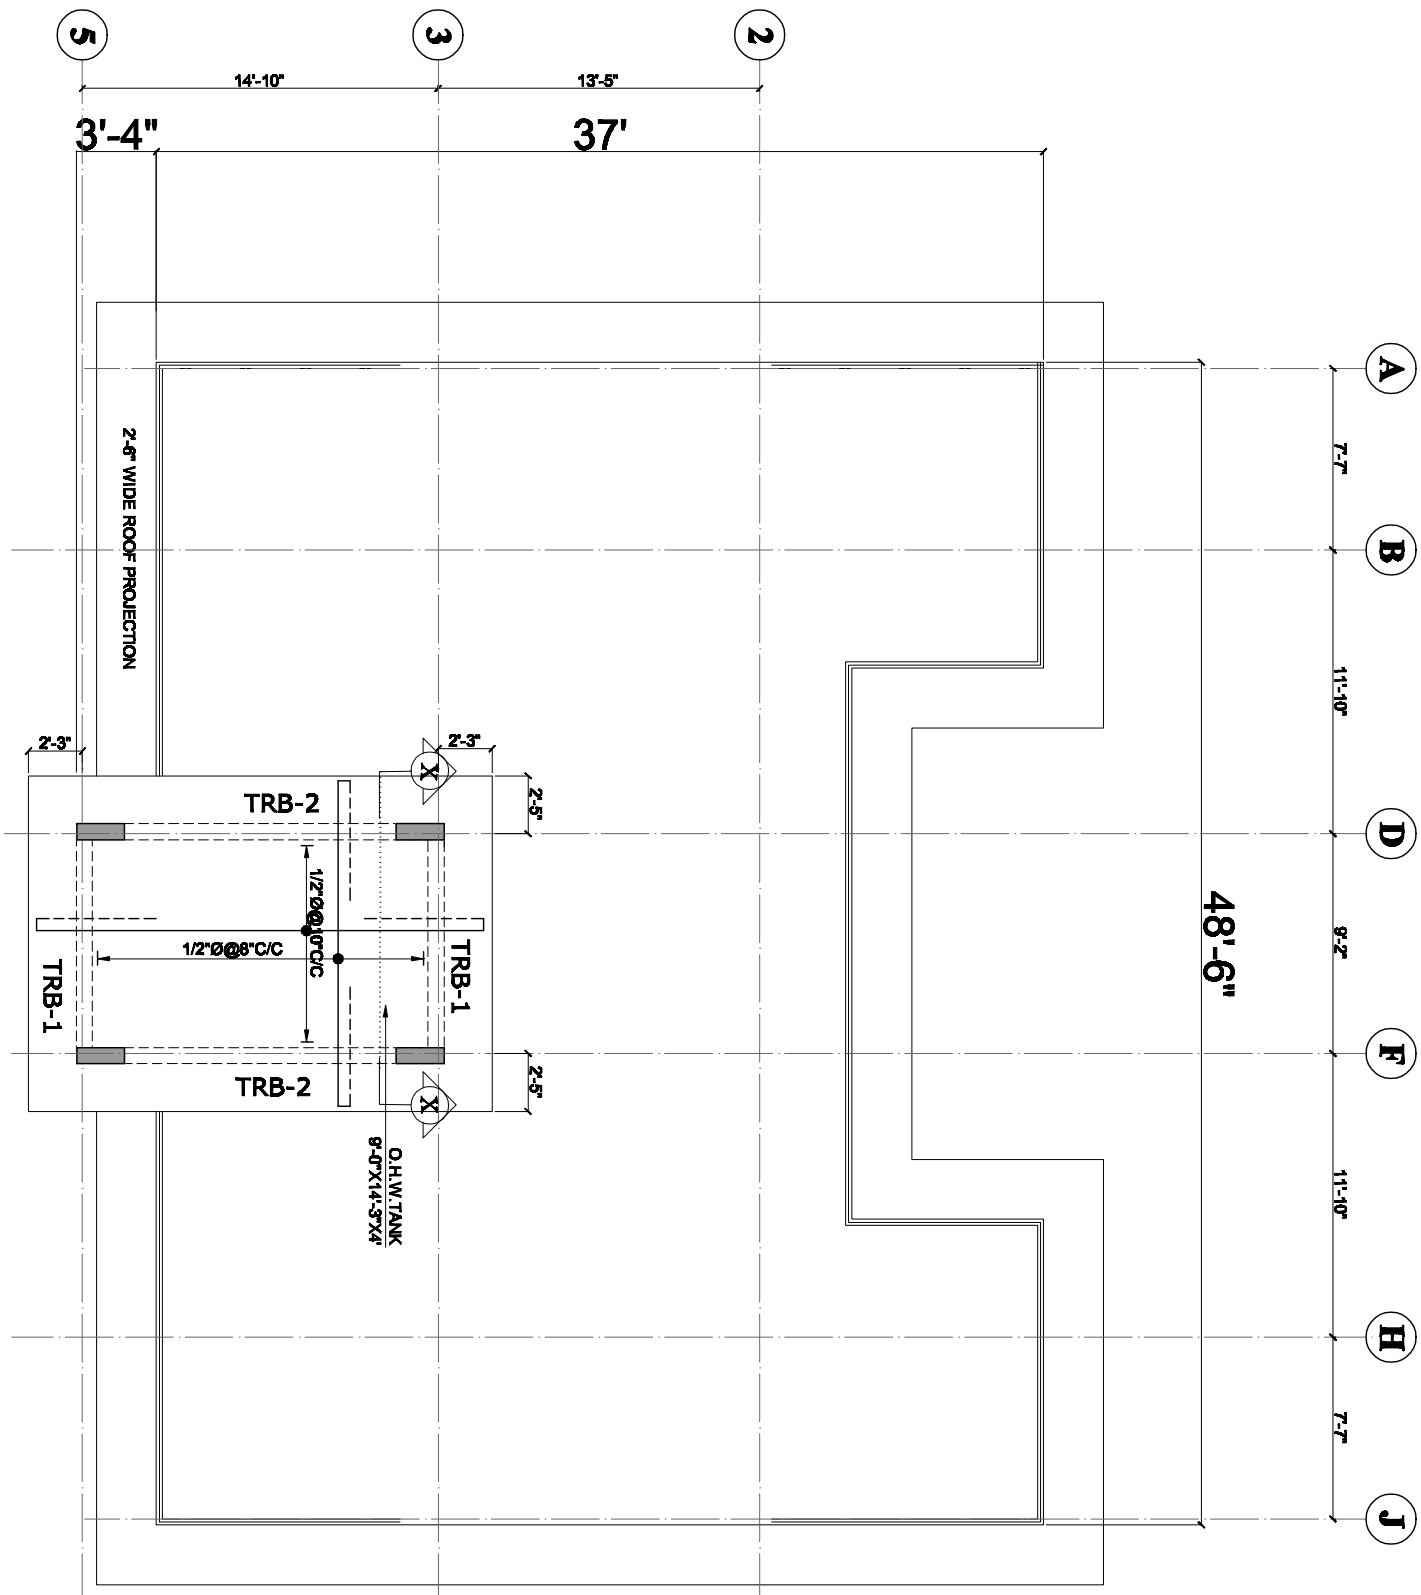 5
3
2
14'-10"
13'-5"
3'-4"
37'
A
7'-7"
B
2'-6" WIDE ROOF PROJECTION
11'-10"
2'-3"
2'-3"
X
2'-5"
TRB-2
D
48'-6"
1/2"Ø@10"C/C
1/2"Ø@8"C/C
9'-2"
TRB-1
TRB-1
F
TRB-2
2'-5"
X
O.H.W.TANK
9'-0"X14'-3"X4'
11'-10"
H
7'-7"
J